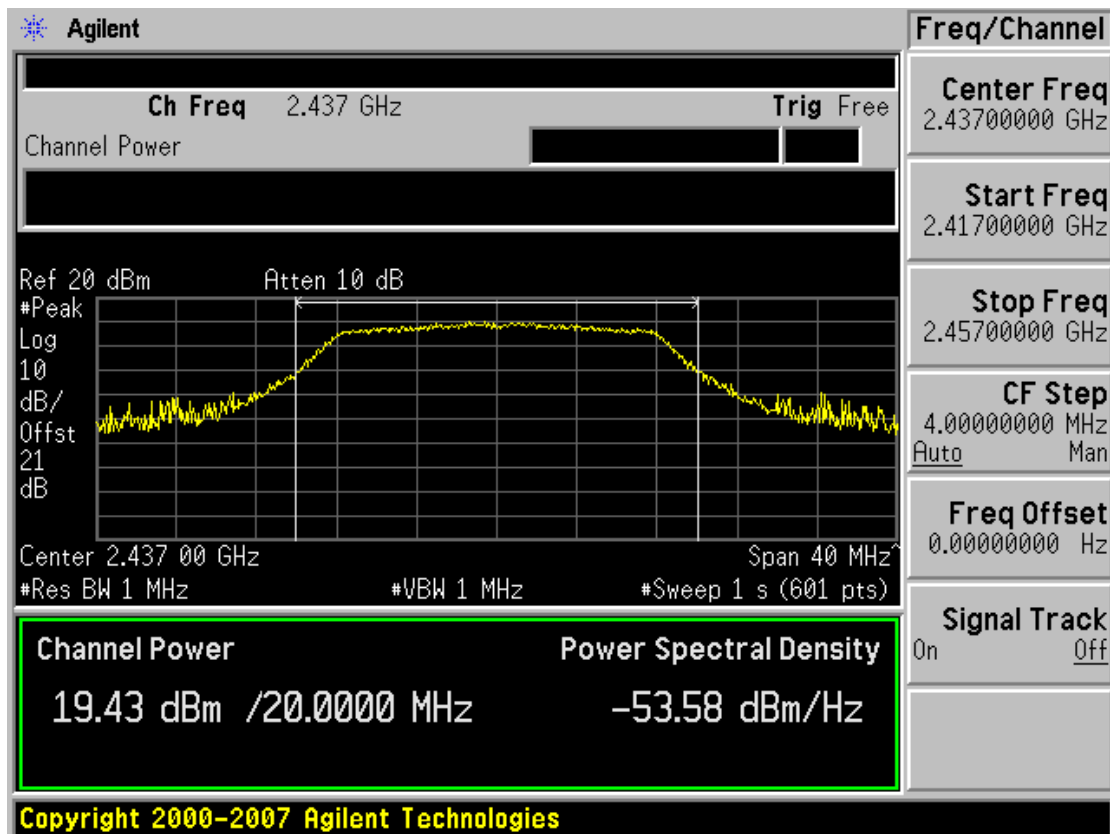 Agilent
Freq/Channel
Ch Freq 2.437 GHz Trig Free
Channel Power
Center Freq
2.43700000 GHz
Start Freq
2.41700000 GHz
Stop Freq
2.45700000 GHz
CF Step
4.00000000 MHz
Auto Man
Freq Offset
0.00000000 Hz
Signal Track
On Off
Ref 20 dBm Atten 10 dB
#Peak
Log
10
dB/
Offst
21
dB
Center 2.437 00 GHz Span 40 MHz^
#Res BW 1 MHz #VBW 1 MHz #Sweep 1 s (601 pts)
Channel Power Power Spectral Density
19.43 dBm /20.0000 MHz -53.58 dBm/Hz
Copyright 2000-2007 Agilent Technologies